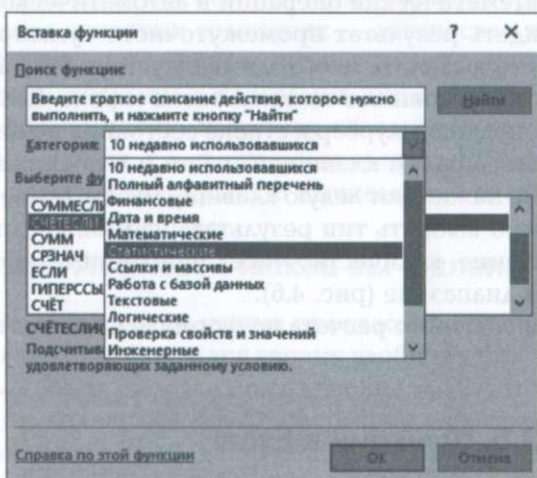 Вставка функции ? ×
Поиск функции:
Введите краткое описание действия, которое нужно
выполнить, и нажмите кнопку "Найти"
Найти
Категория: 10 недавно использовавшихся
10 недавно использовавшихся
Полный алфавитный перечень
Финансовые
Дата и время
Математические
Статистические
Ссылки и массивы
Работа с базой данных
Текстовые
Логические
Проверка свойств и значений
Инженерные
Выберите
СУММЕСЛИ
СУММ
СРЗНАЧ
ЕСЛИ
ГИПЕРССЫ
СЧЁТ
Подсчитыв
удовлетворяющих заданному условию.
Справка по этой функции
ОК
Отмена